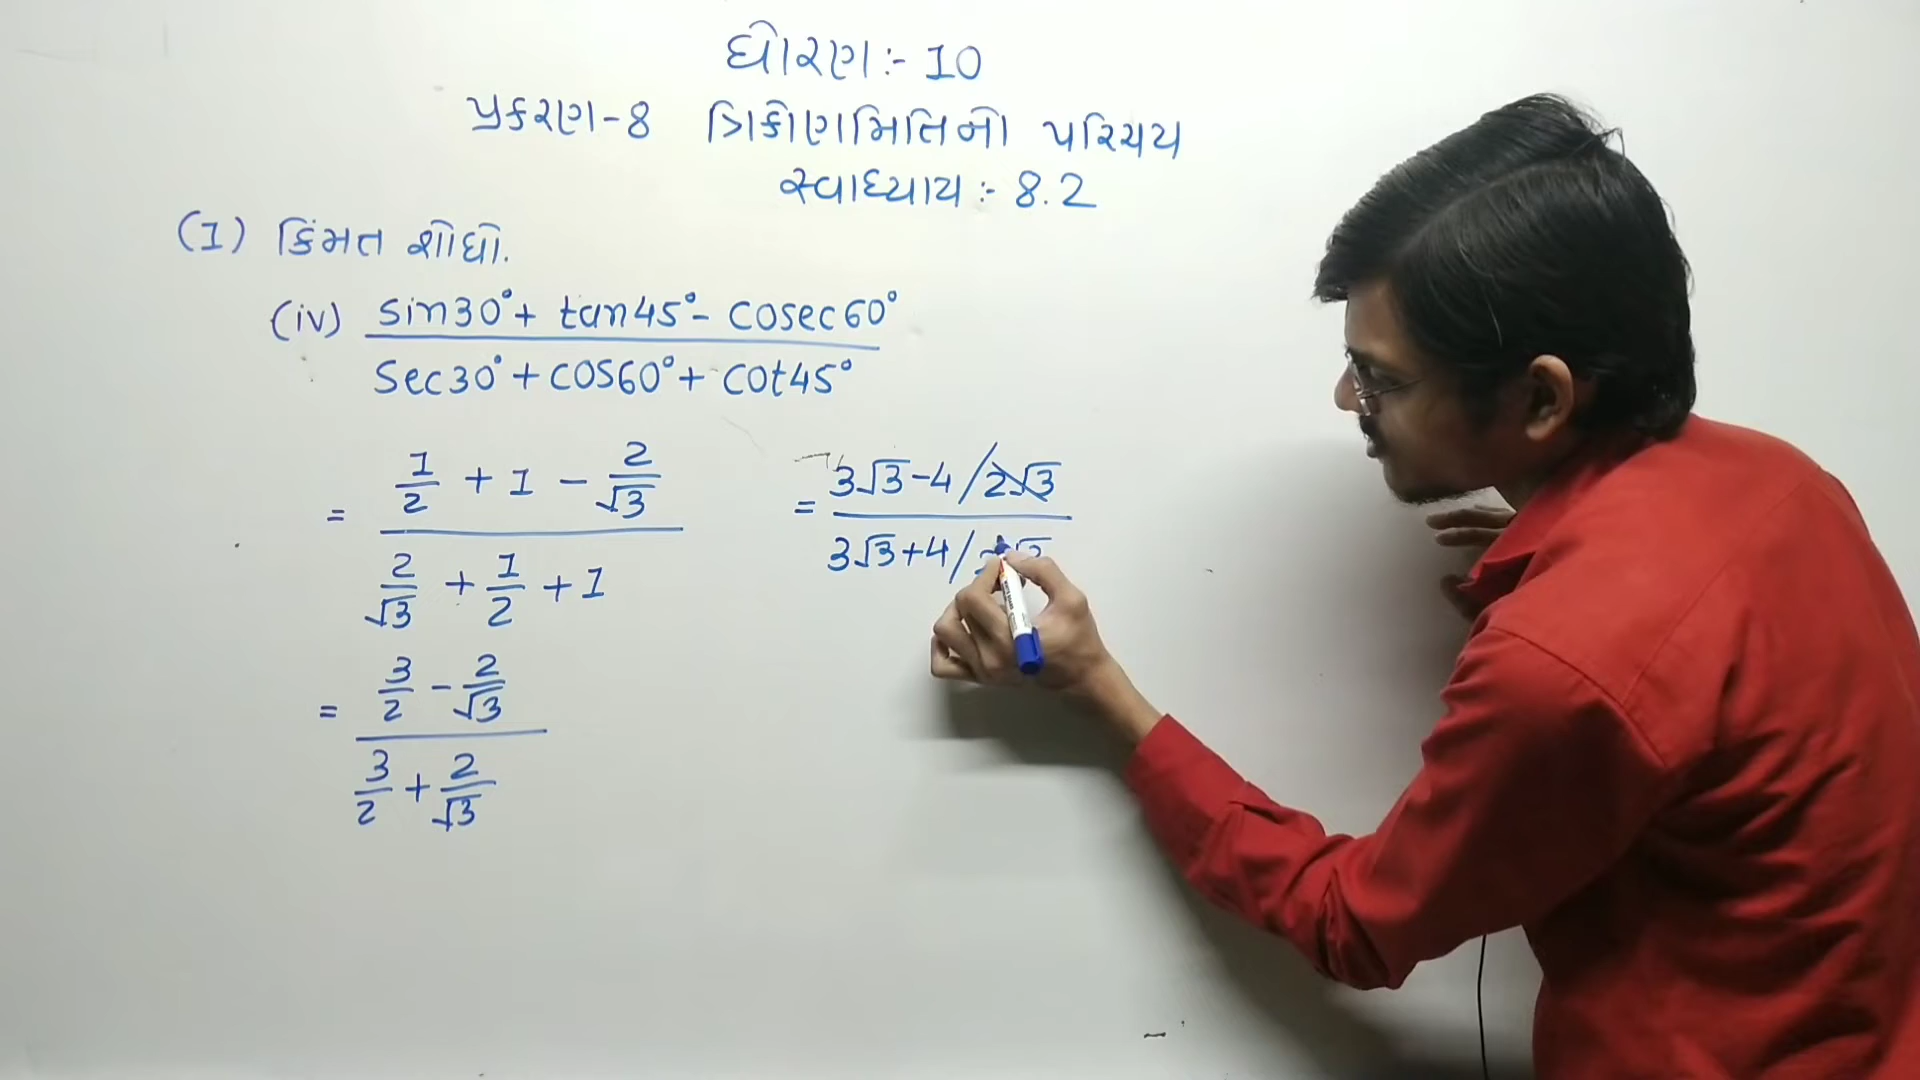 ધોરણ :- 10
પ્રકરણ-8 ત્રિકોણમિતિનો પરિચય
સ્વાધ્યાય :- 8.2
(1) કિંમત શોધો.
(iv) sin30° + tan45° - cosec60°
sec30° + cos60° + cot45°
= 1/2 + 1 - 2/√3
2/√3 + 1/2 + 1
= 3/2 - 2/√3
3/2 + 2/√3
= 3√3-4/2√3
3√3+4/2√3